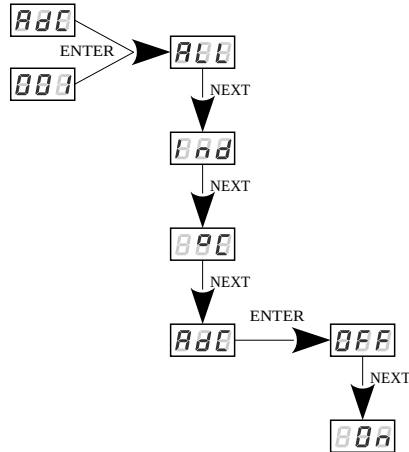 AdC
ENTER
001
ALL
NEXT
Ind
NEXT
°C
NEXT
AdC
ENTER
OFF
NEXT
On